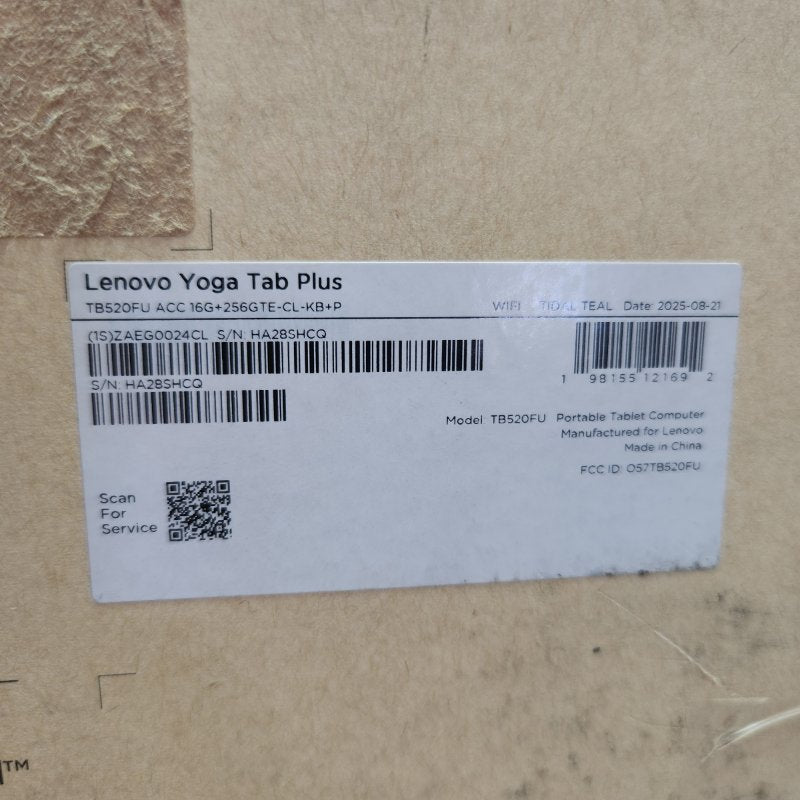 Lenovo Yoga Tab Plus
TB520FU ACC 16G+256GTE-CL-KB+P WIFI TIDAL TEAL Date: 2025-08-21
(1S)ZAEG0024CL S/N: HA28SHCQ
S/N: HA28SHCQ
1 98155 12169 2
Model TB520FU Portable Tablet Computer
Manufactured for Lenovo
Made in China
FCC ID: O57TB520FU
Scan
For
Service
TM